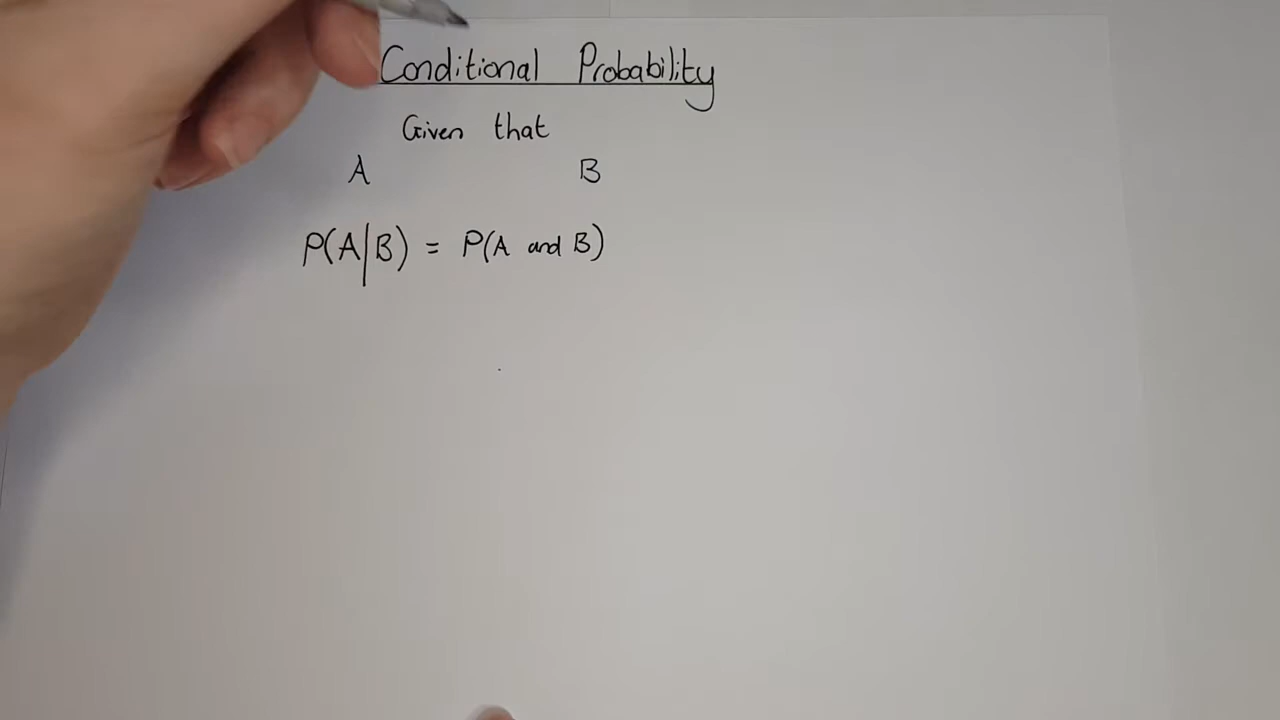 Conditional Probability
Given that
A B
P(A|B) = P(A and B)